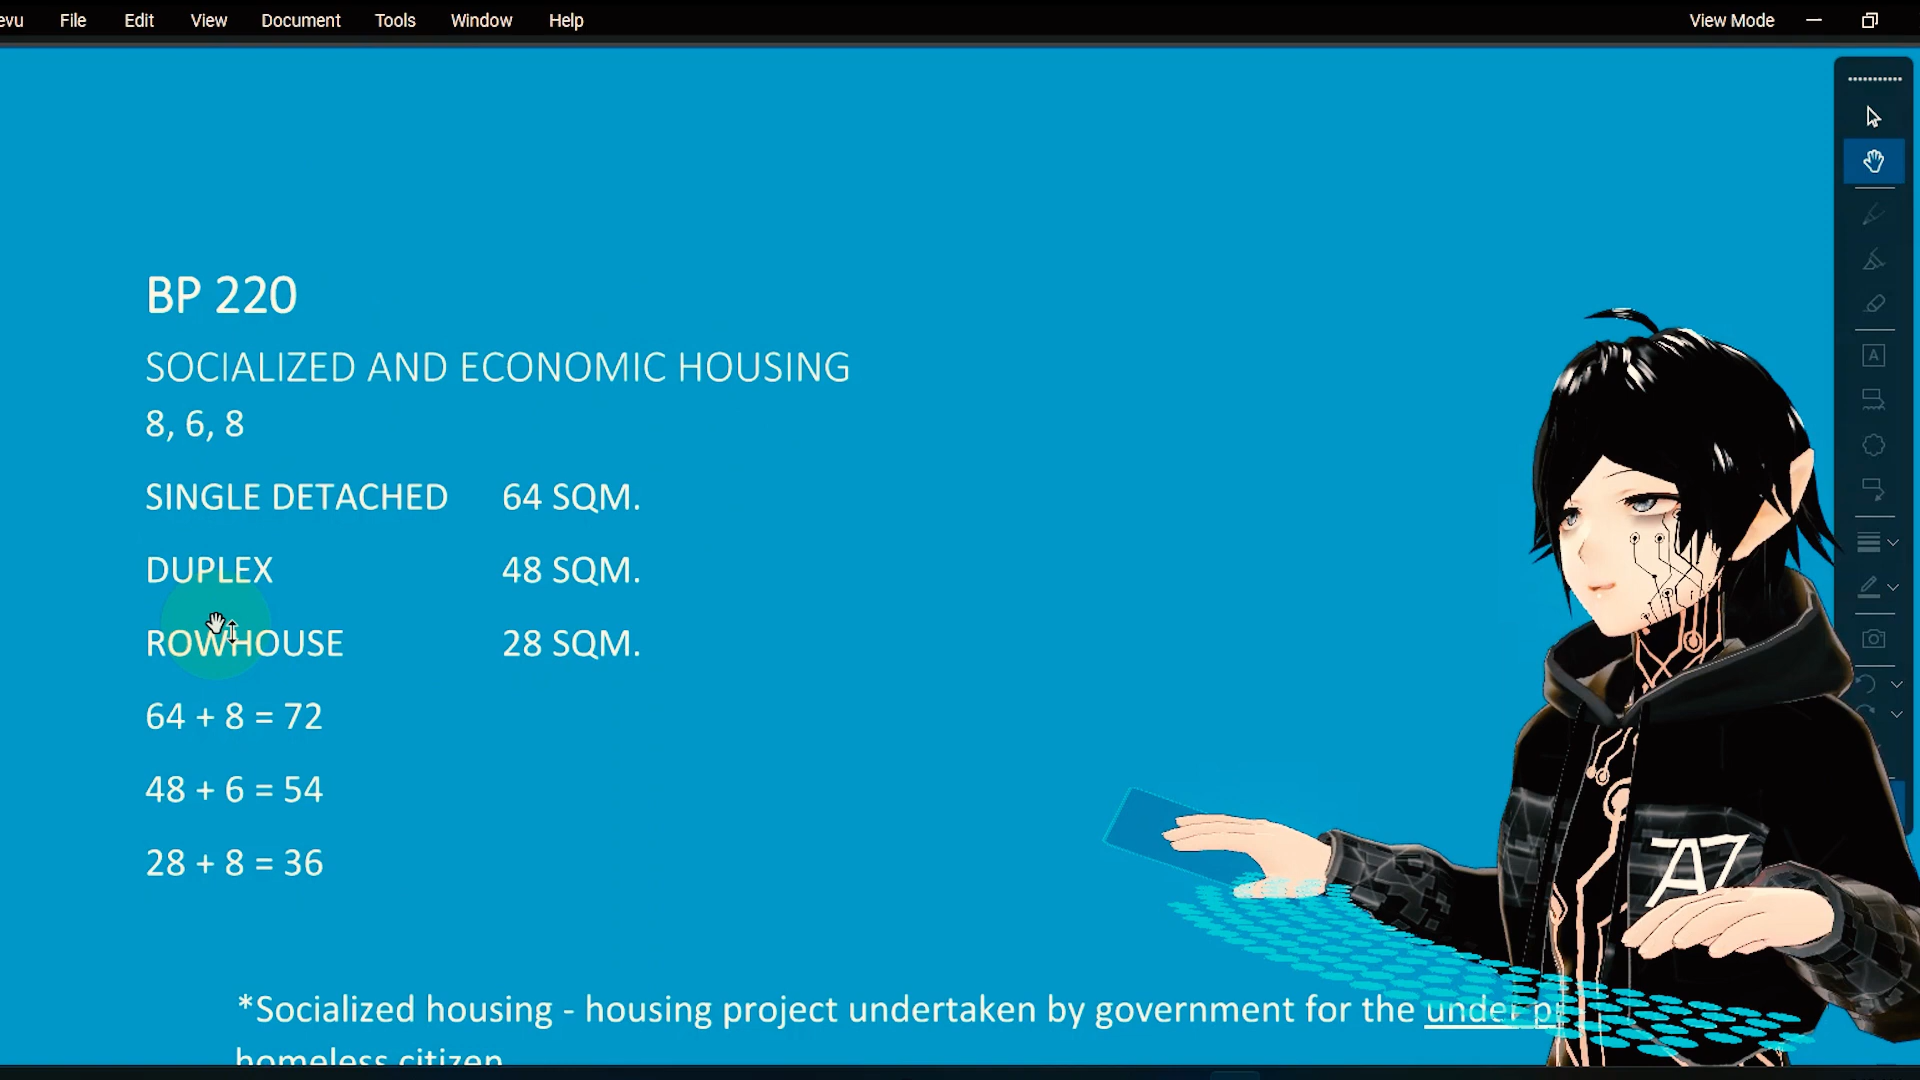 evu File Edit View Document Tools Window Help View Mode
BP 220
SOCIALIZED AND ECONOMIC HOUSING
8, 6, 8
SINGLE DETACHED 64 SQM.
DUPLEX 48 SQM.
ROWHOUSE 28 SQM.
64 + 8 = 72
48 + 6 = 54
28 + 8 = 36
A7
*Socialized housing - housing project undertaken by government for the under
homeless citizen